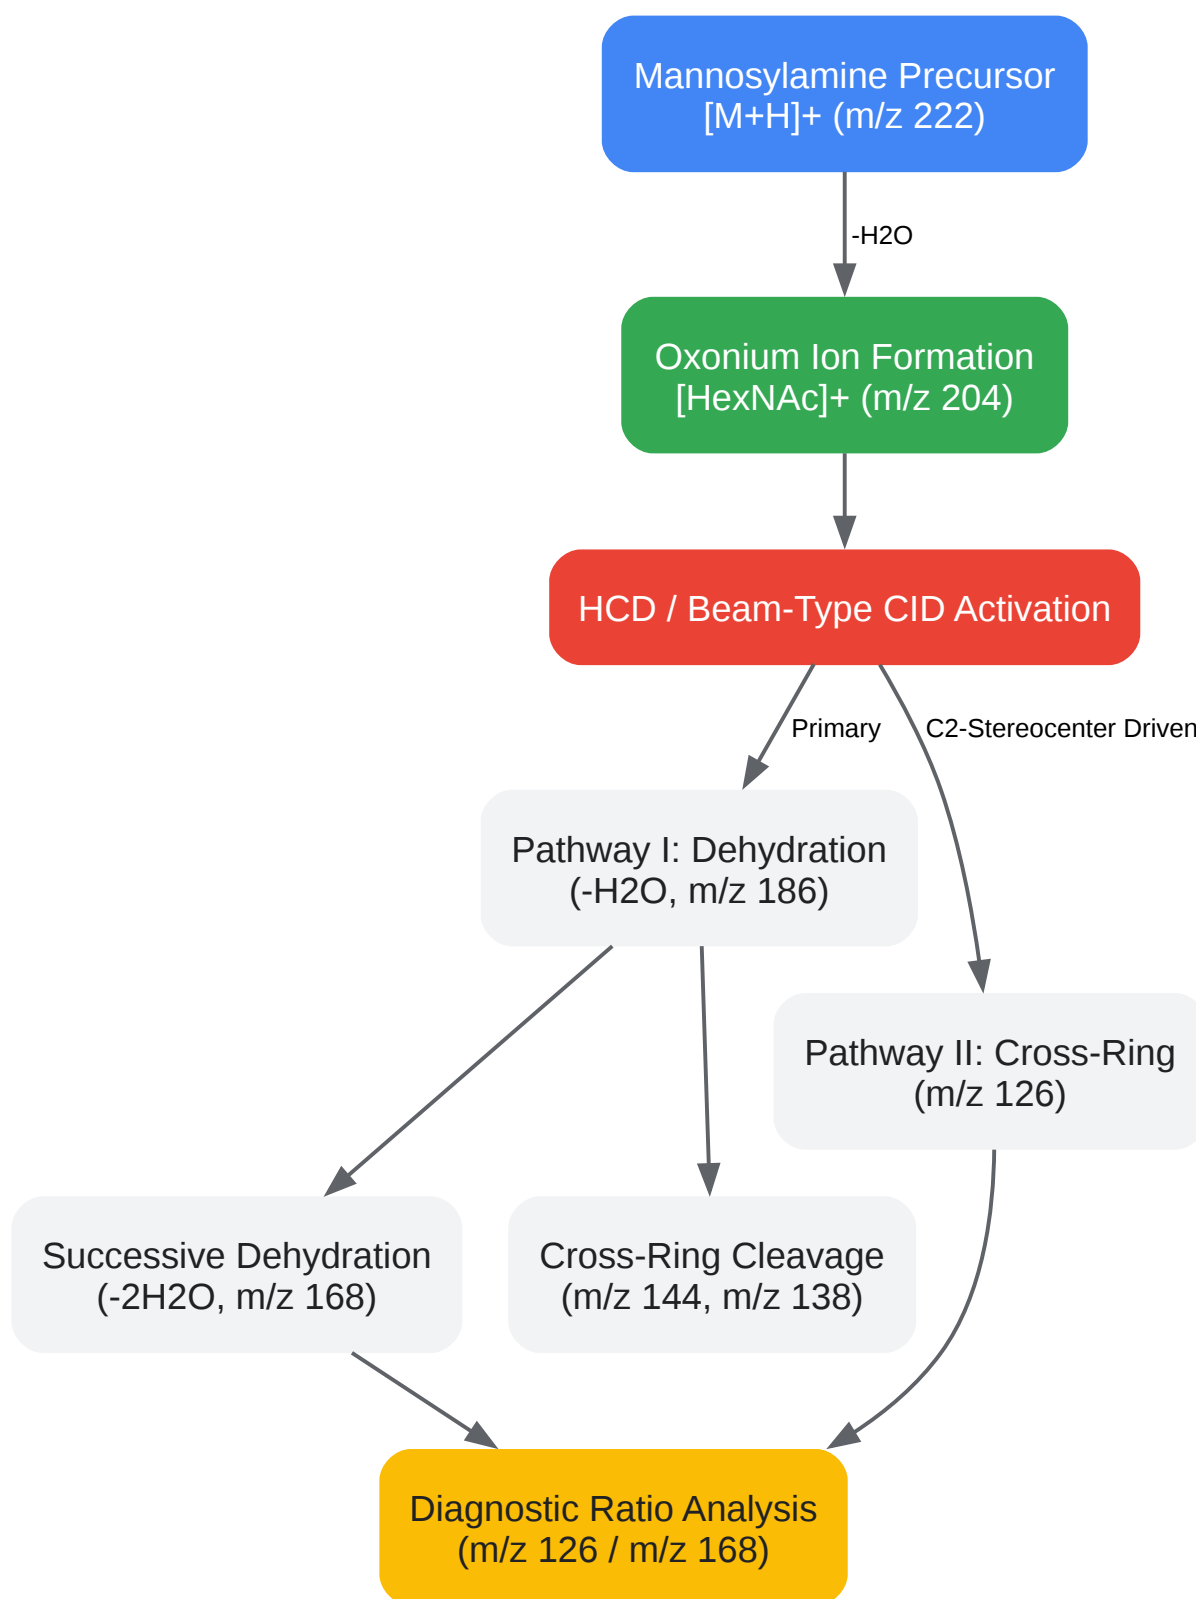 Mannosylamine Precursor
[M+H]+ (m/z 222)
-H2O
Oxonium Ion Formation
[HexNAc]+ (m/z 204)
HCD / Beam-Type CID Activation
Primary
C2-Stereocenter Driven
Pathway I: Dehydration
(-H2O, m/z 186)
Pathway II: Cross-Ring
(m/z 126)
Successive Dehydration
(-2H2O, m/z 168)
Cross-Ring Cleavage
(m/z 144, m/z 138)
Diagnostic Ratio Analysis
(m/z 126 / m/z 168)